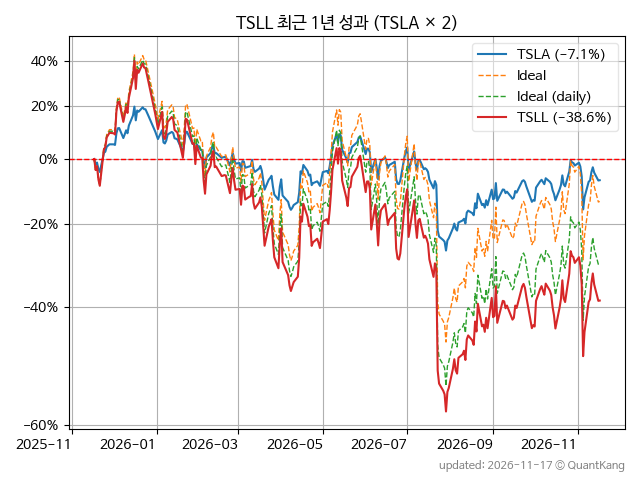 TSLL 최근 1년 성과 (TSLA × 2)
TSLA (−7.1%)
Ideal
Ideal (daily)
TSLL (−38.6%)
40%
20%
0%
−20%
−40%
−60%
2025-11 2026-01 2026-03 2026-05 2026-07 2026-09 2026-11
updated: 2026-11-17 © QuantKang